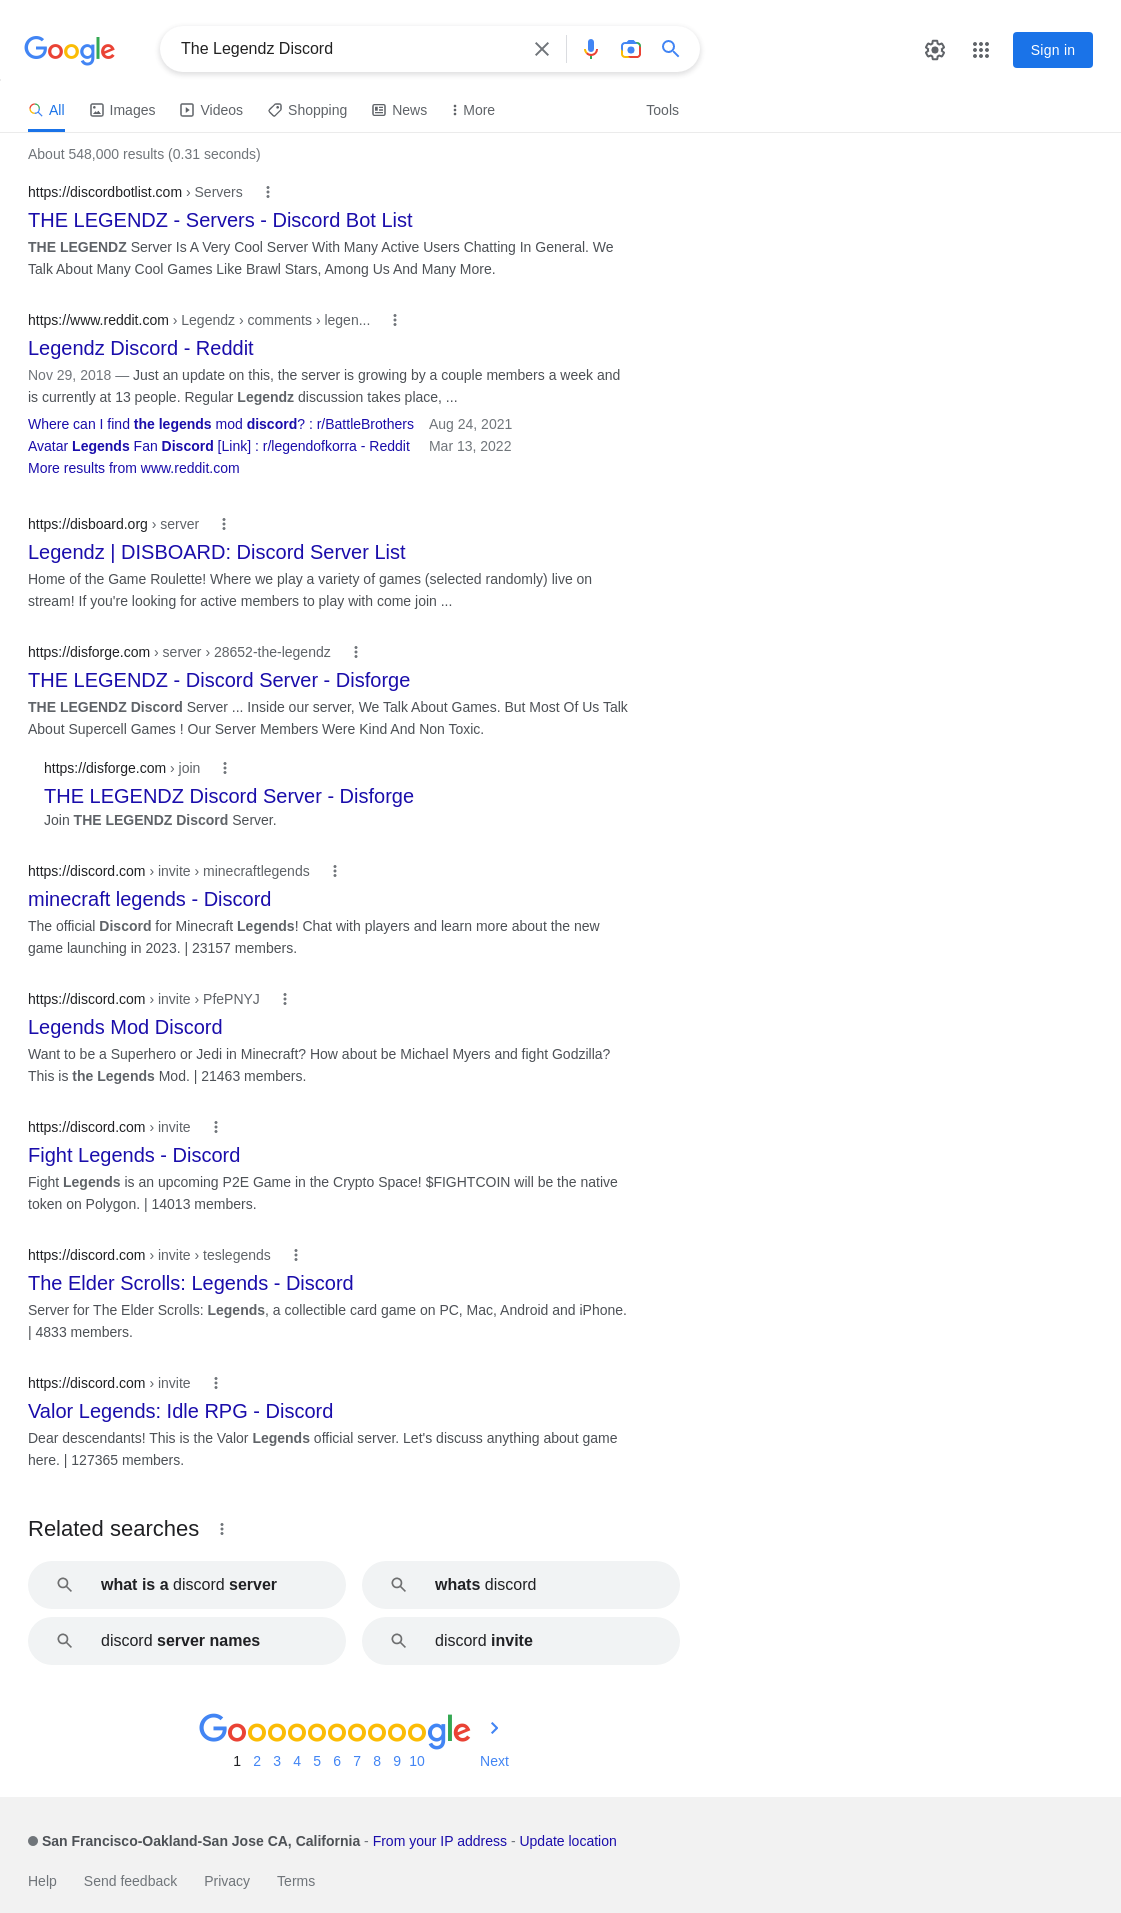 Google
The Legendz Discord
Sign in
All Images Videos Shopping News More Tools
About 548,000 results (0.31 seconds)
https://discordbotlist.com › Servers
THE LEGENDZ - Servers - Discord Bot List
THE LEGENDZ Server Is A Very Cool Server With Many Active Users Chatting In General. We
Talk About Many Cool Games Like Brawl Stars, Among Us And Many More.
https://www.reddit.com › Legendz › comments › legen...
Legendz Discord - Reddit
Nov 29, 2018 — Just an update on this, the server is growing by a couple members a week and
is currently at 13 people. Regular Legendz discussion takes place, ...
Where can I find the legends mod discord? : r/BattleBrothers Aug 24, 2021
Avatar Legends Fan Discord [Link] : r/legendofkorra - Reddit Mar 13, 2022
More results from www.reddit.com
https://disboard.org › server
Legendz | DISBOARD: Discord Server List
Home of the Game Roulette! Where we play a variety of games (selected randomly) live on
stream! If you're looking for active members to play with come join ...
https://disforge.com › server › 28652-the-legendz
THE LEGENDZ - Discord Server - Disforge
THE LEGENDZ Discord Server ... Inside our server, We Talk About Games. But Most Of Us Talk
About Supercell Games ! Our Server Members Were Kind And Non Toxic.
https://disforge.com › join
THE LEGENDZ Discord Server - Disforge
Join THE LEGENDZ Discord Server.
https://discord.com › invite › minecraftlegends
minecraft legends - Discord
The official Discord for Minecraft Legends! Chat with players and learn more about the new
game launching in 2023. | 23157 members.
https://discord.com › invite › PfePNYJ
Legends Mod Discord
Want to be a Superhero or Jedi in Minecraft? How about be Michael Myers and fight Godzilla?
This is the Legends Mod. | 21463 members.
https://discord.com › invite
Fight Legends - Discord
Fight Legends is an upcoming P2E Game in the Crypto Space! $FIGHTCOIN will be the native
token on Polygon. | 14013 members.
https://discord.com › invite › teslegends
The Elder Scrolls: Legends - Discord
Server for The Elder Scrolls: Legends, a collectible card game on PC, Mac, Android and iPhone.
| 4833 members.
https://discord.com › invite
Valor Legends: Idle RPG - Discord
Dear descendants! This is the Valor Legends official server. Let's discuss anything about game
here. | 127365 members.
Related searches
what is a discord server
whats discord
discord server names
discord invite
Goooooooooogle
1 2 3 4 5 6 7 8 9 10 Next
San Francisco-Oakland-San Jose CA, California - From your IP address - Update location
Help Send feedback Privacy Terms